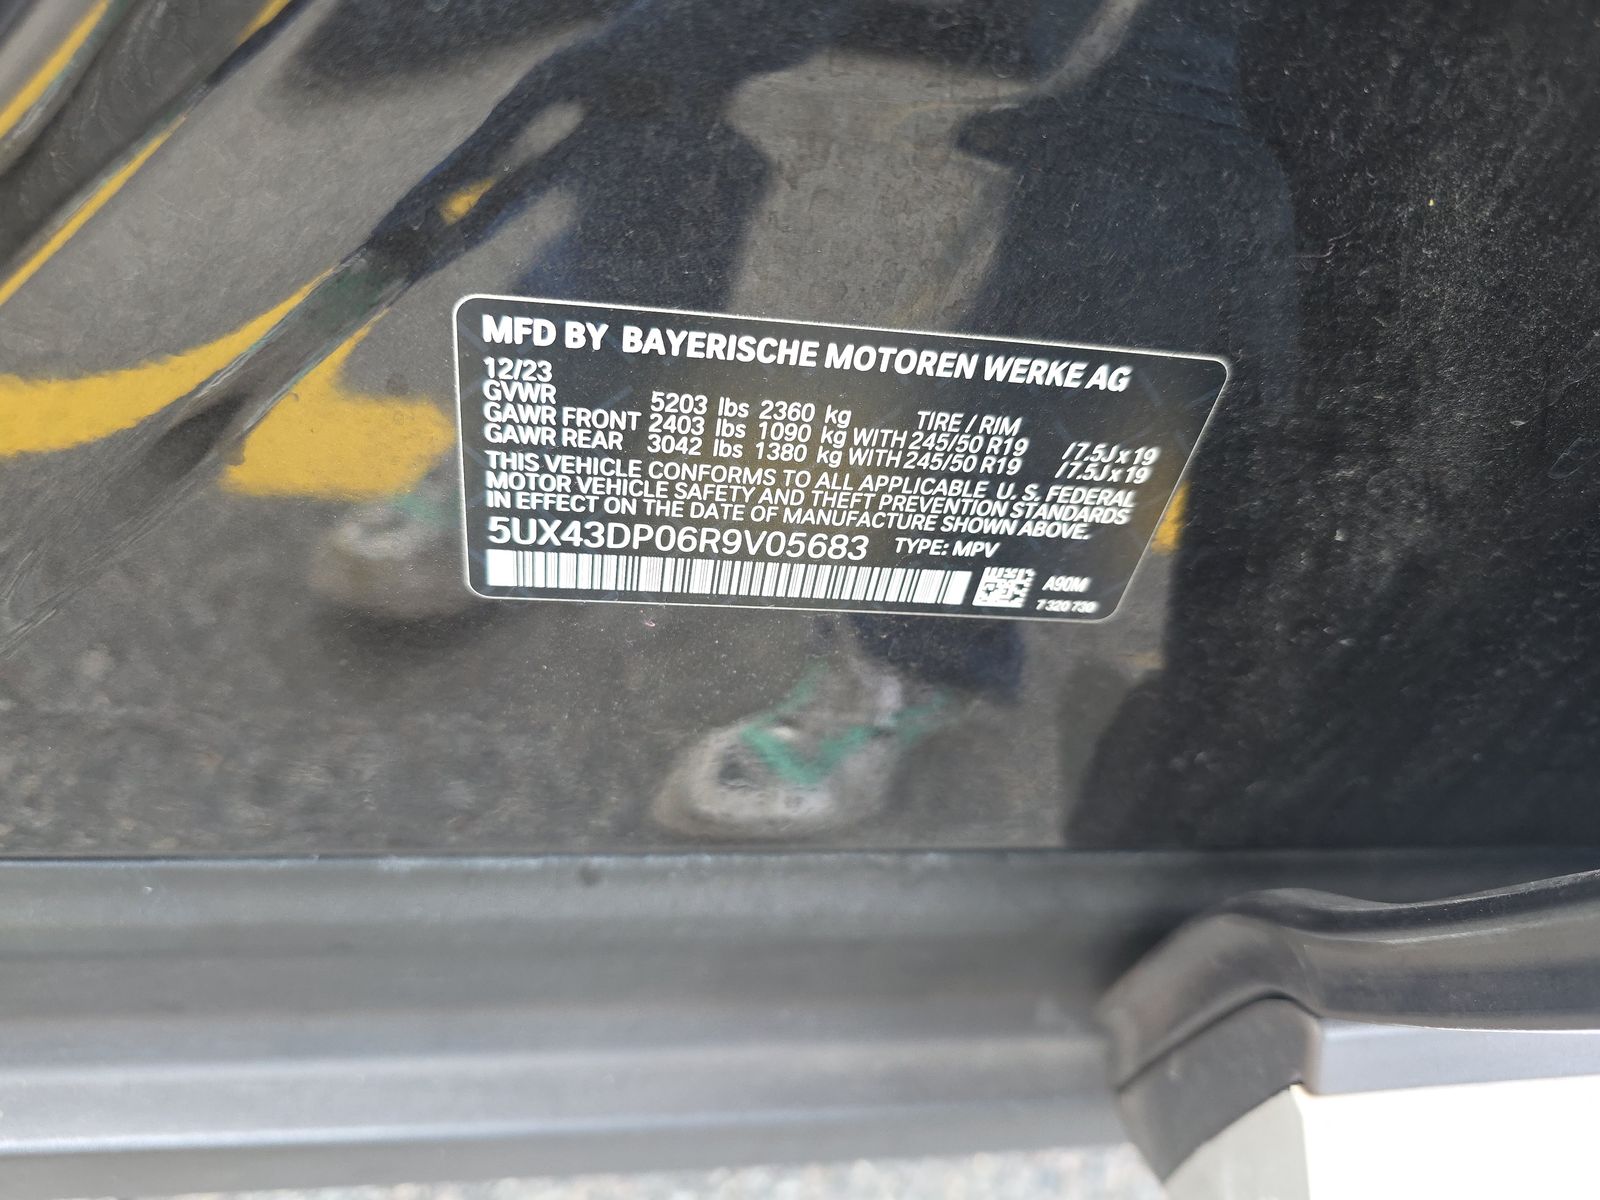 MFD BY BAYERISCHE MOTOREN WERKE AG
12/23
GVWR 5203 lbs 2360 kg TIRE / RIM
GAWR FRONT 2403 lbs 1090 kg WITH 245/50 R19 / 7.5J x 19
GAWR REAR 3042 lbs 1380 kg WITH 245/50 R19 / 7.5J x 19
THIS VEHICLE CONFORMS TO ALL APPLICABLE U. S. FEDERAL
MOTOR VEHICLE SAFETY AND THEFT PREVENTION STANDARDS
IN EFFECT ON THE DATE OF MANUFACTURE SHOWN ABOVE.
5UX43DP06R9V05683 TYPE: MPV
A90M
7 320 730